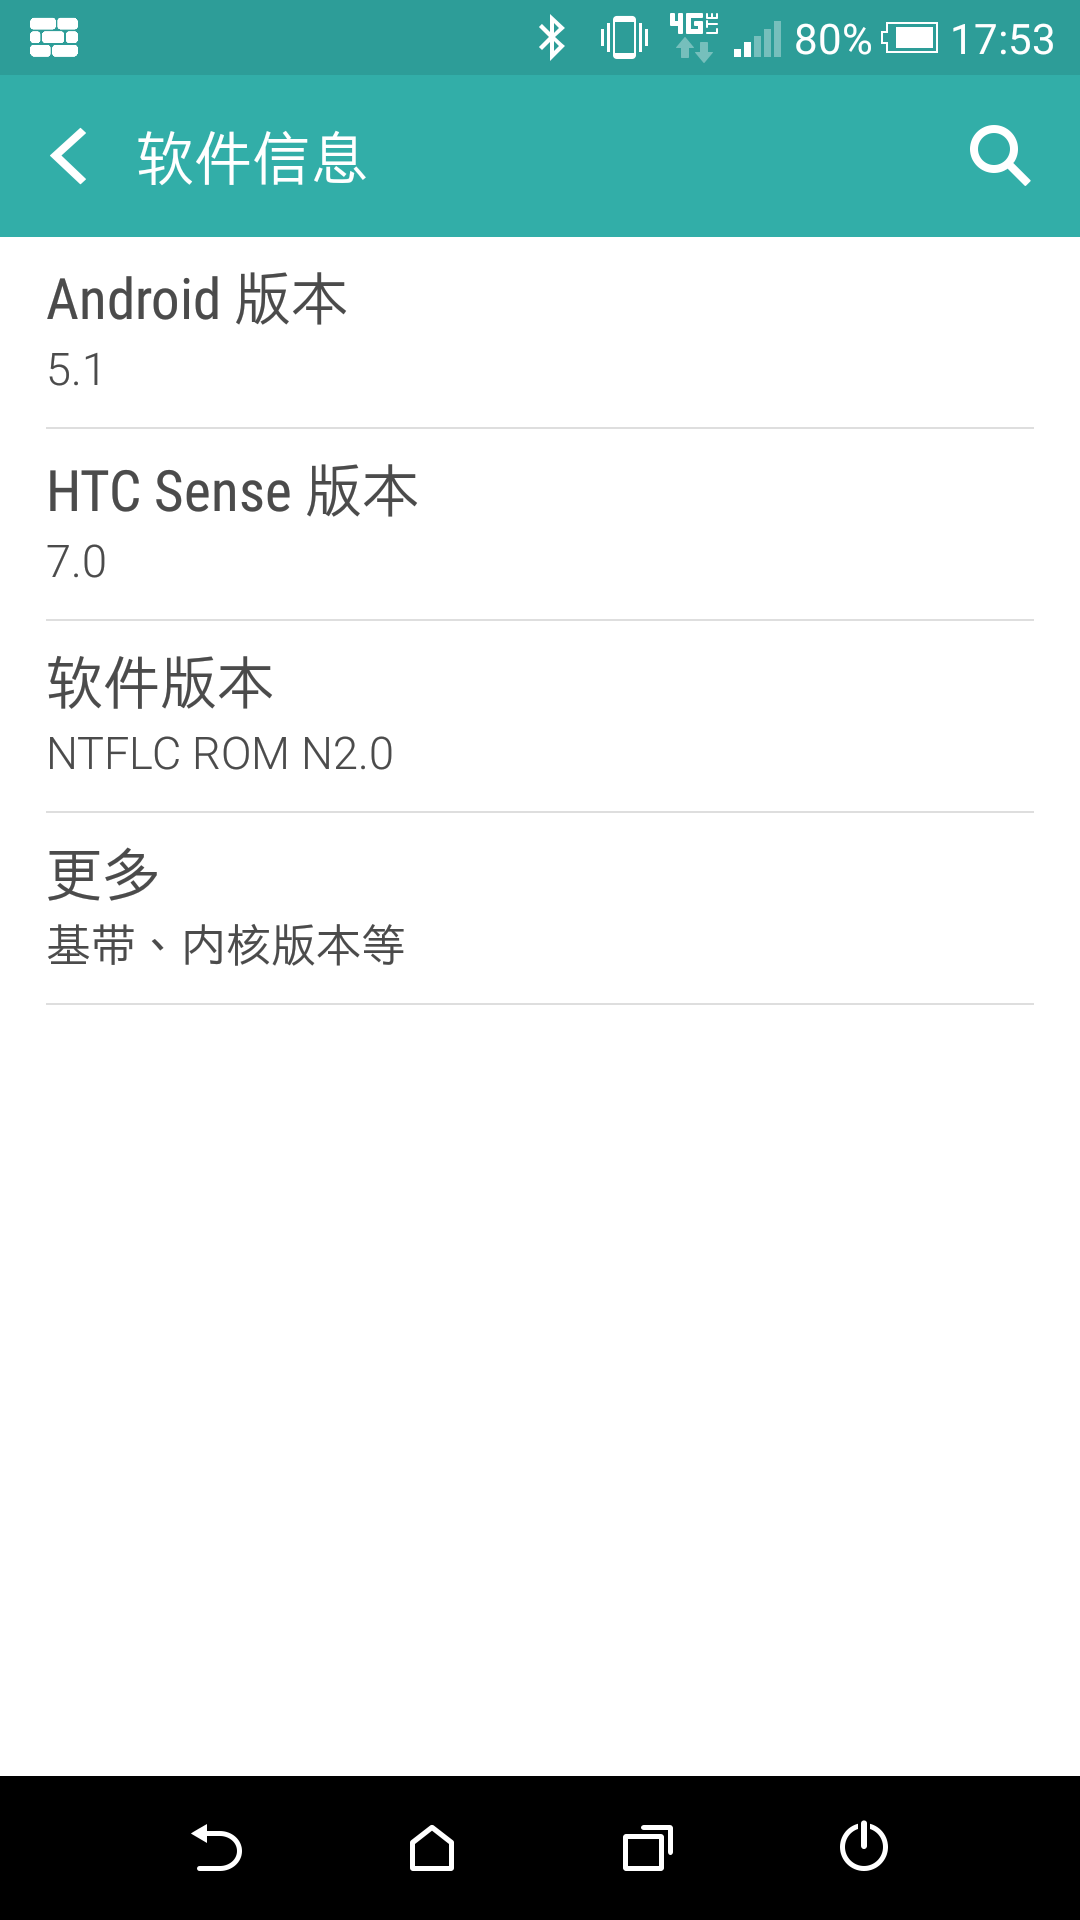 4G LTE 80% 17:53
软件信息
Android 版本
5.1
HTC Sense 版本
7.0
软件版本
NTFLC ROM N2.0
更多
基带、内核版本等